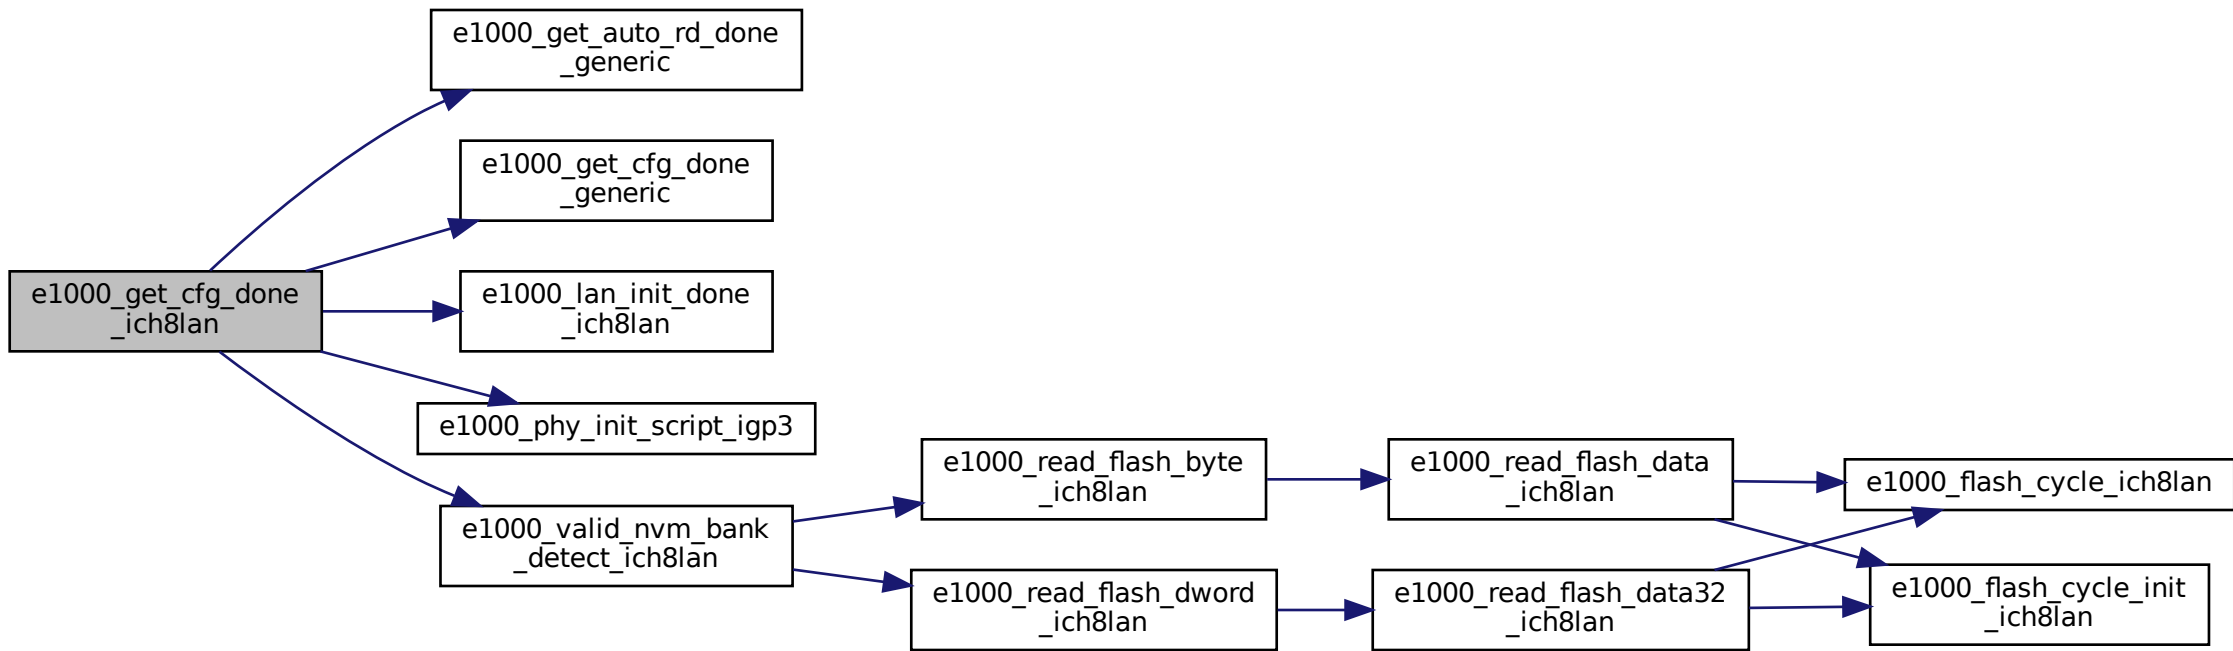 e1000_get_auto_rd_done
_generic
e1000_get_cfg_done
_generic
e1000_get_cfg_done
_ich8lan
e1000_lan_init_done
_ich8lan
e1000_phy_init_script_igp3
e1000_valid_nvm_bank
_detect_ich8lan
e1000_read_flash_byte
_ich8lan
e1000_read_flash_dword
_ich8lan
e1000_read_flash_data
_ich8lan
e1000_read_flash_data32
_ich8lan
e1000_flash_cycle_ich8lan
e1000_flash_cycle_init
_ich8lan